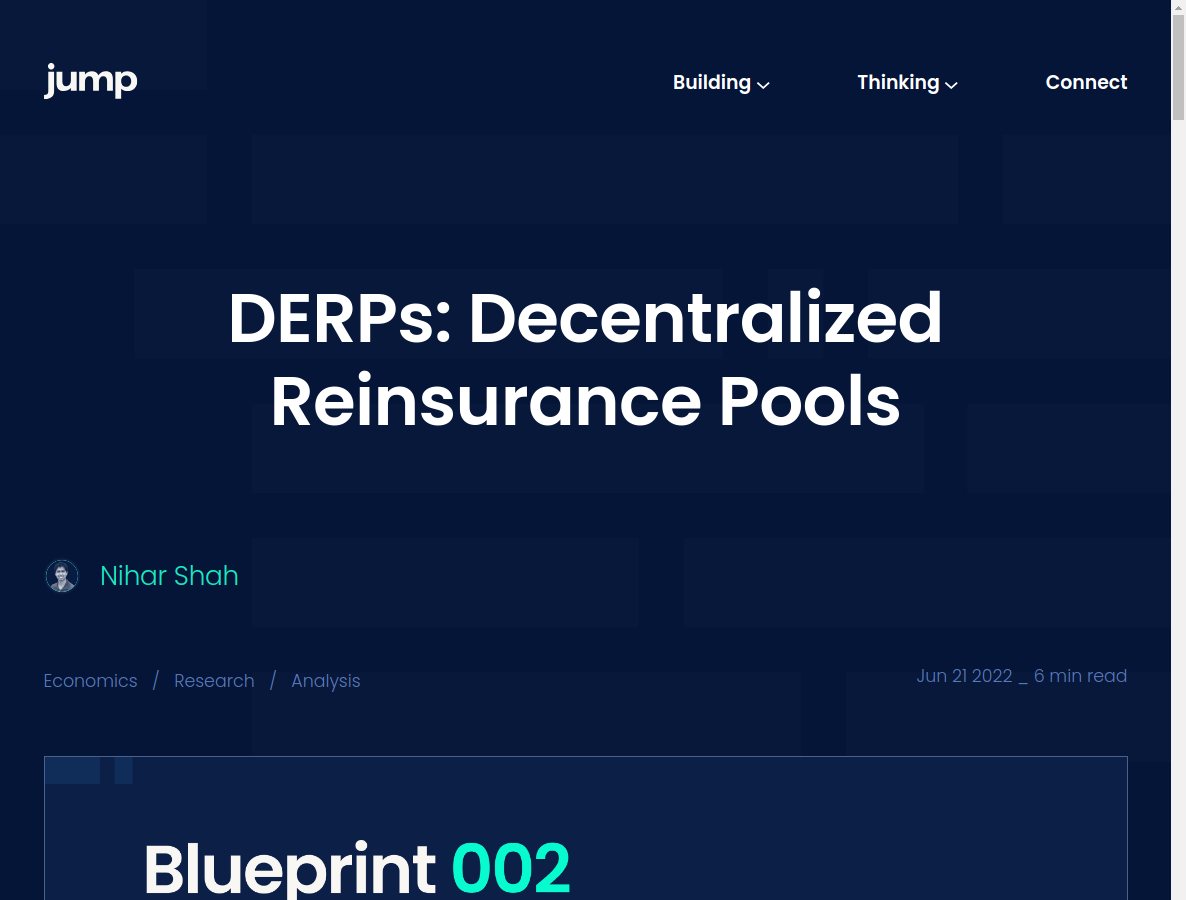 jump
Building
Thinking
Connect
DERPs: Decentralized
Reinsurance Pools
Nihar Shah
Economics / Research / Analysis
Jun 21 2022 _ 6 min read
Blueprint 002